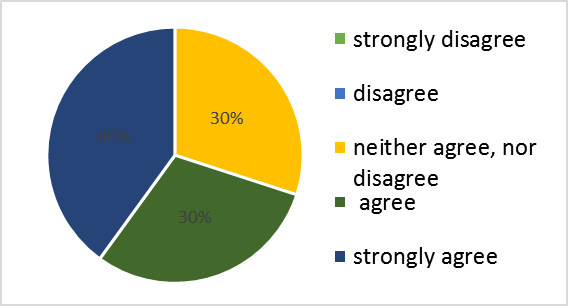 strongly disagree
disagree
30%
neither agree, nor
disagree
agree
30%
40%
strongly agree